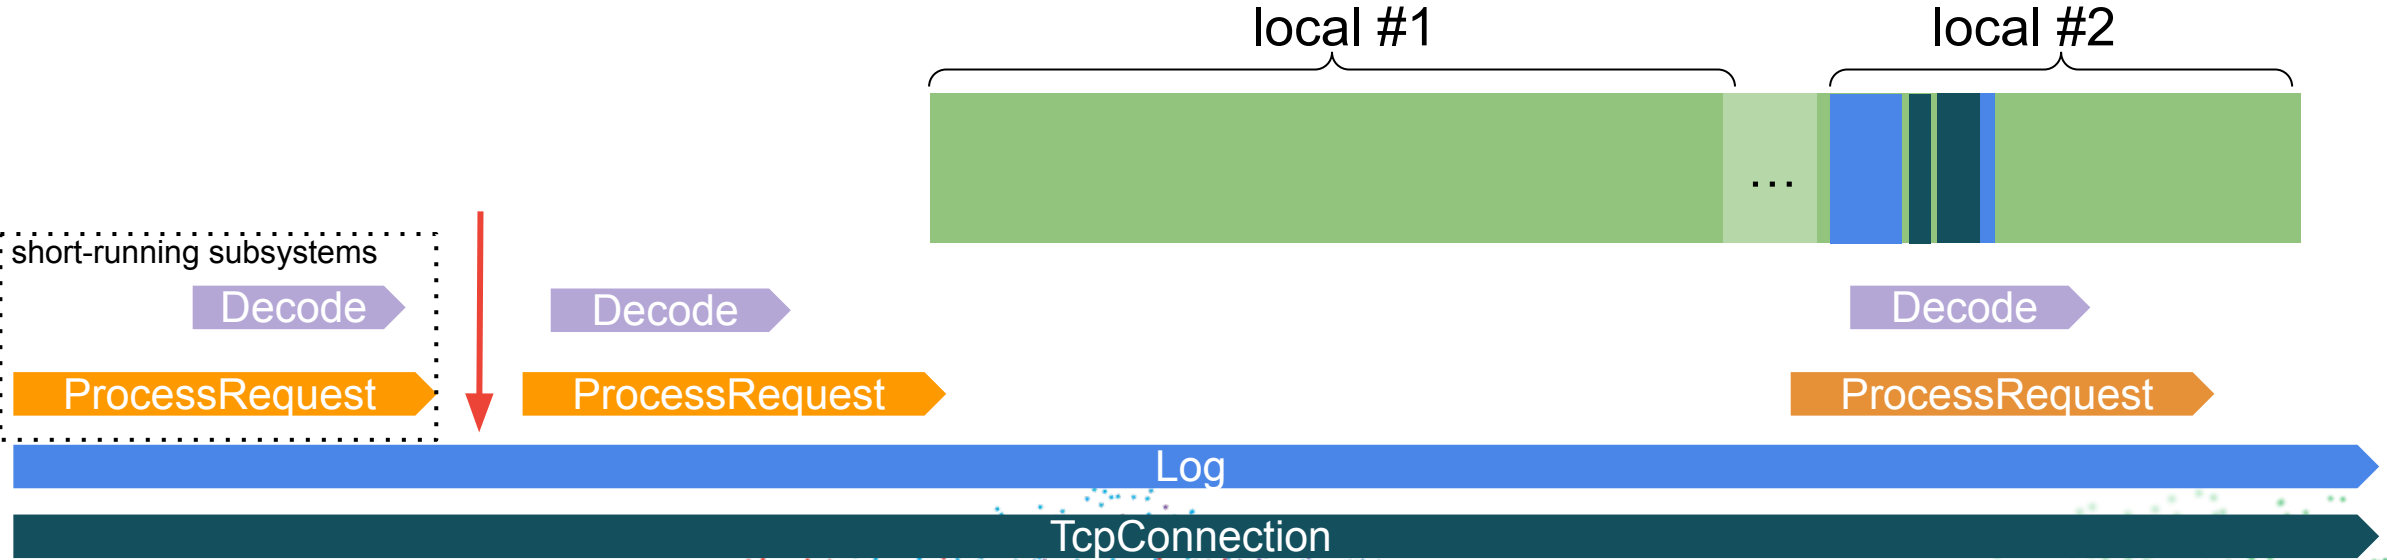 local #1
local #2
...
short-running subsystems
Decode
Decode
Decode
ProcessRequest
ProcessRequest
ProcessRequest
Log
TcpConnection